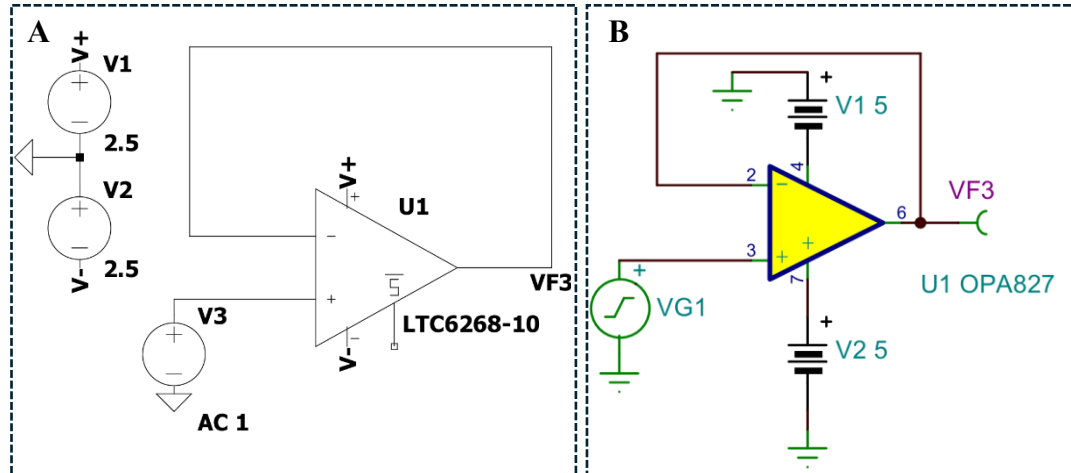 A
V+
V1
2.5
V2
V-
2.5
V3
AC 1
V+
U1
5
LTC6268-10
V-
VF3
B
V1 5
4
2
3
6
7
VF3
U1 OPA827
VG1
V2 5